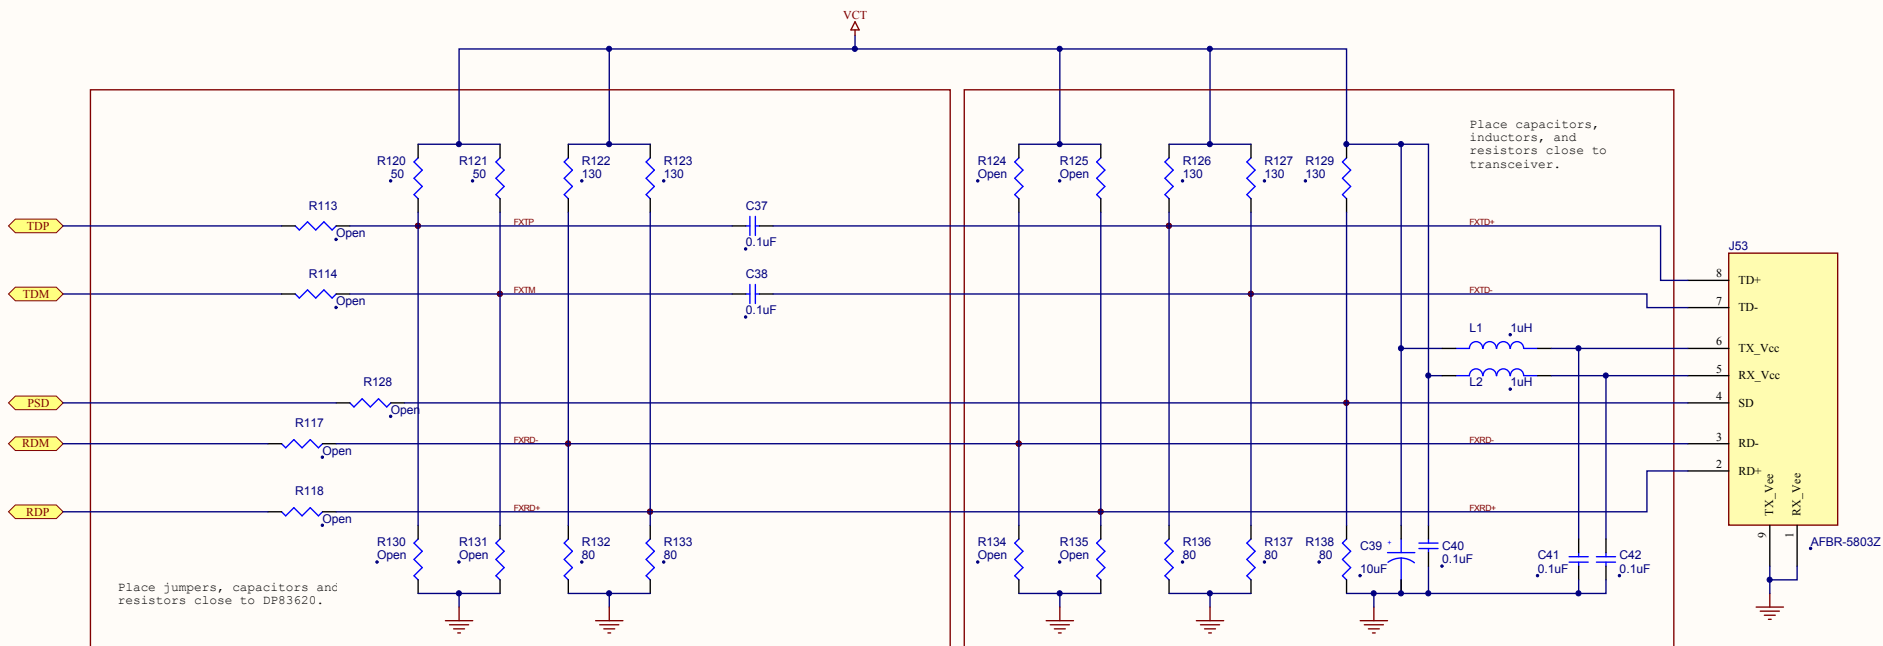 VCT
Place capacitors,
inductors, and
resistors close to
transceiver.
R120
50
R121
50
R122
130
R123
130
R124
Open
R125
Open
R126
130
R127
130
R129
130
TDP
R113
Open
FXTP
C37
0.1uF
FXTD+
TDM
R114
Open
FXTM
C38
0.1uF
FXTD-
J53
8 TD+
7 TD-
L1 1uH
6 TX_Vcc
L2 1uH
5 RX_Vcc
PSD
R128
Open
4 SD
RDM
R117
Open
FXRD-
FXRD-
3 RD-
2 RD+
RDP
R118
Open
FXRD+
FXRD+
TX_Vee
RX_Vee
9
1
AFBR-5803Z
R130
Open
R131
Open
R132
80
R133
80
R134
Open
R135
Open
R136
80
R137
80
R138
80
C39
+
10uF
C40
0.1uF
C41
0.1uF
C42
0.1uF
Place jumpers, capacitors and
resistors close to DP83620.